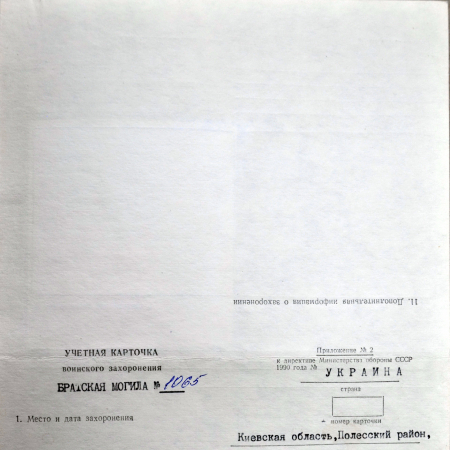 11. Дополнительная информация о захоронении
УЧЕТНАЯ КАРТОЧКА
воинского захоронения
БРАТСКАЯ МОГИЛА № 1065
Приложение № 2
к директиве Министерства обороны СССР
1990 года №
УКРАИНА
страна
номер карточки
1. Место и дата захоронения
Киевская область,Полесский район,